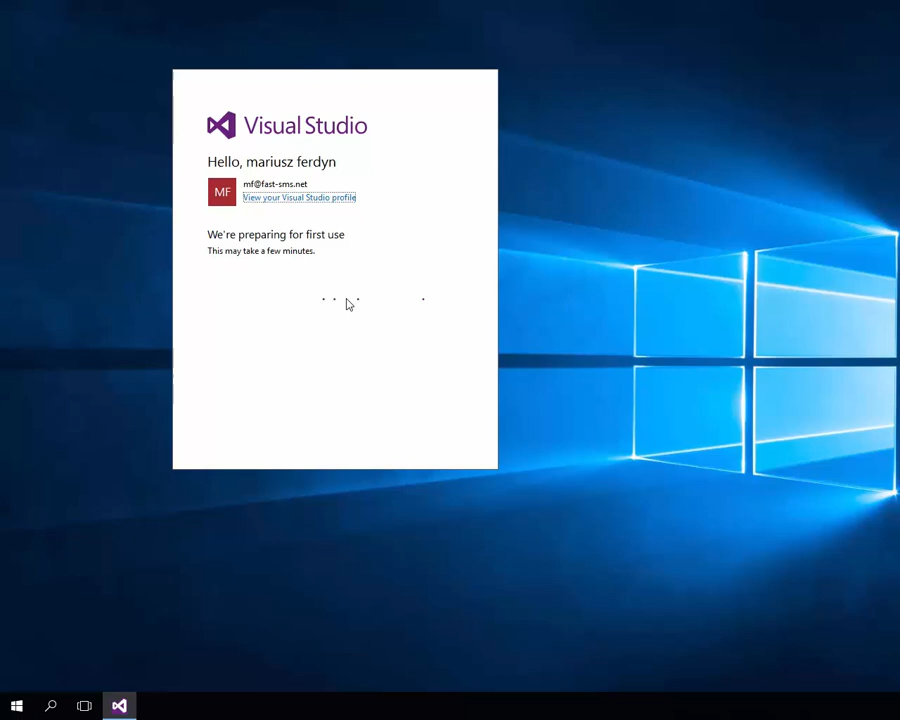 Visual Studio
Hello, mariusz ferdyn
MF
mf@fast-sms.net
View your Visual Studio profile
We're preparing for first use
This may take a few minutes.